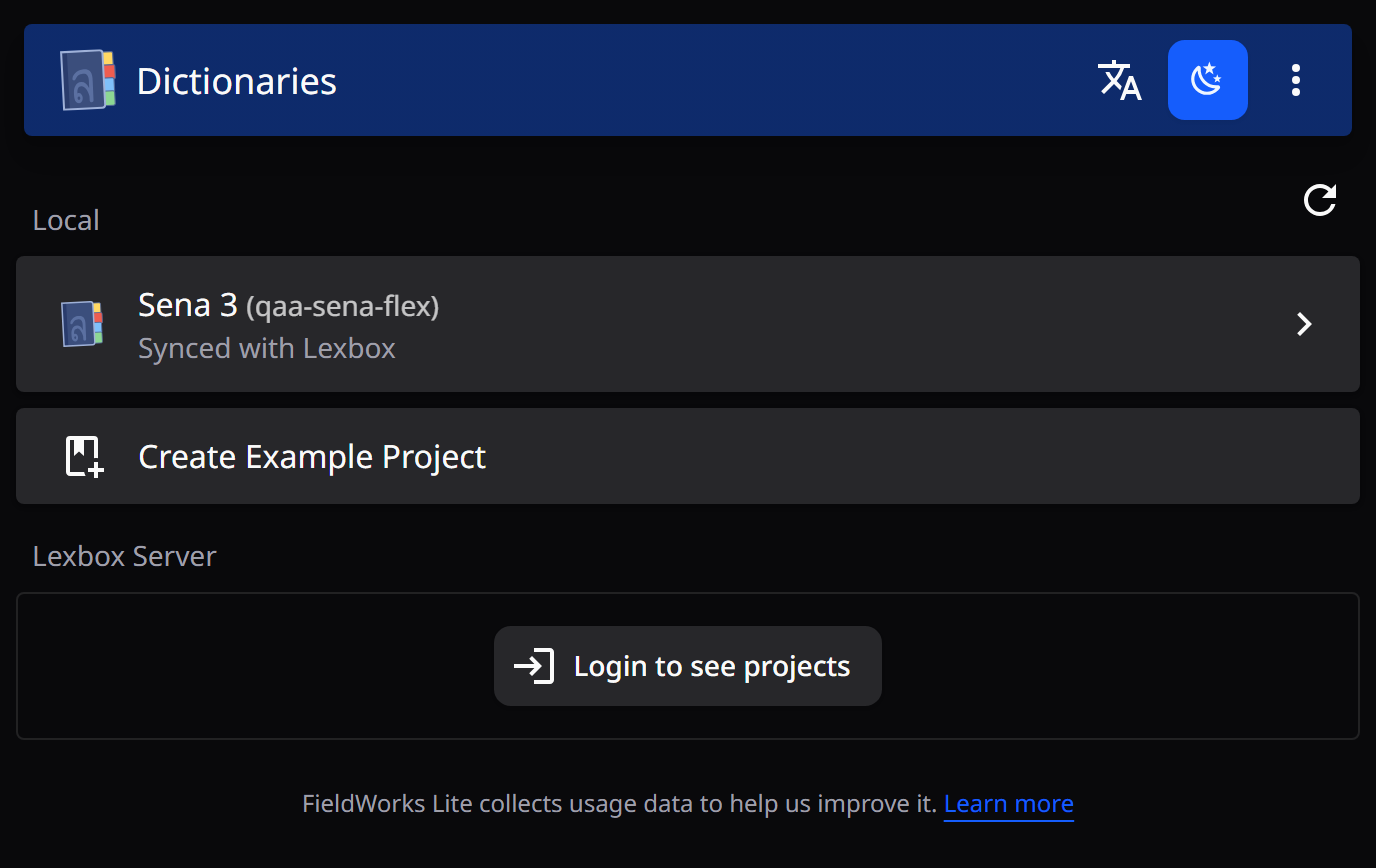 Dictionaries
Local
Sena 3 (qaa-sena-flex)
Synced with Lexbox
Create Example Project
Lexbox Server
Login to see projects
FieldWorks Lite collects usage data to help us improve it. Learn more